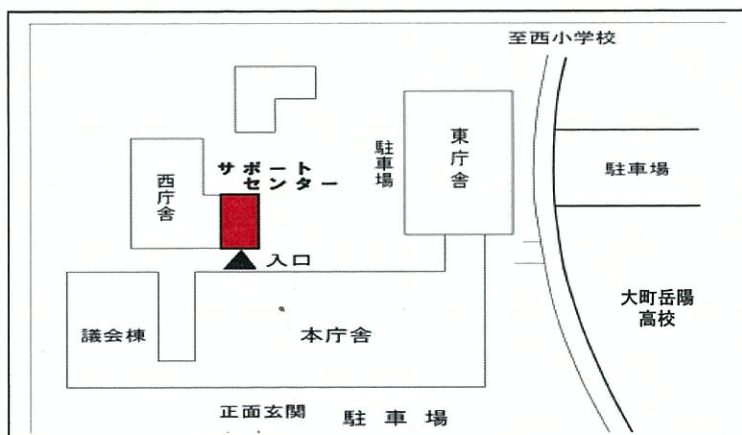 至西小学校
東庁舎
駐車場
駐車場
サポート
センター
西庁舎
入口
大町岳陽
高校
議会棟
本庁舎
正面玄関
駐車場